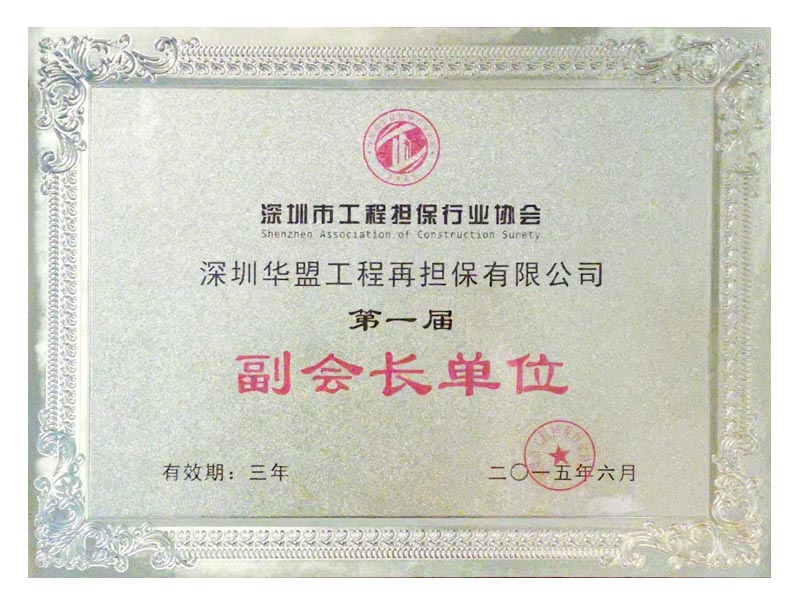 深圳市工程担保行业协会
Shenzhen Association of Construction Surety
深圳华盟工程再担保有限公司
第一届
副会长单位
有效期：三年
二〇一五年六月